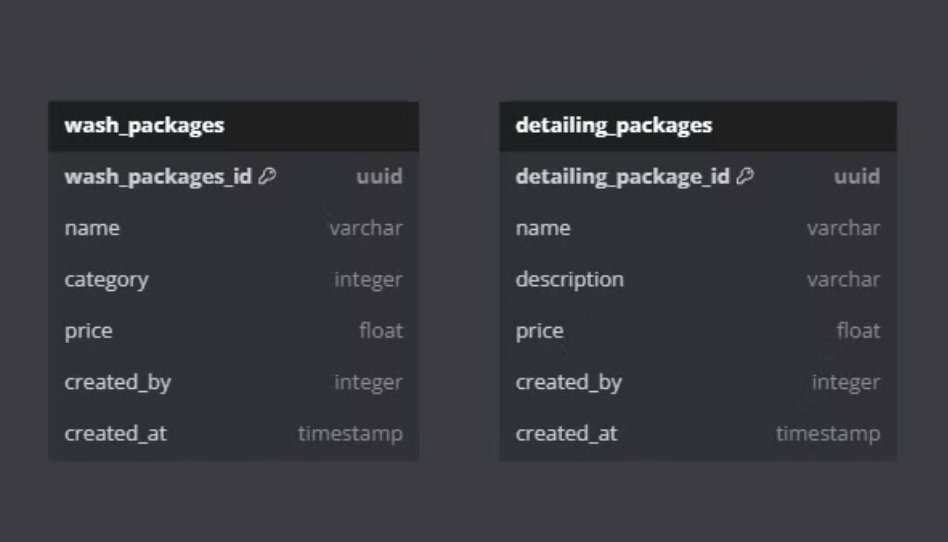 wash_packages
wash_packages_id uuid
name varchar
category integer
price float
created_by integer
created_at timestamp
detailing_packages
detailing_package_id uuid
name varchar
description varchar
price float
created_by integer
created_at timestamp